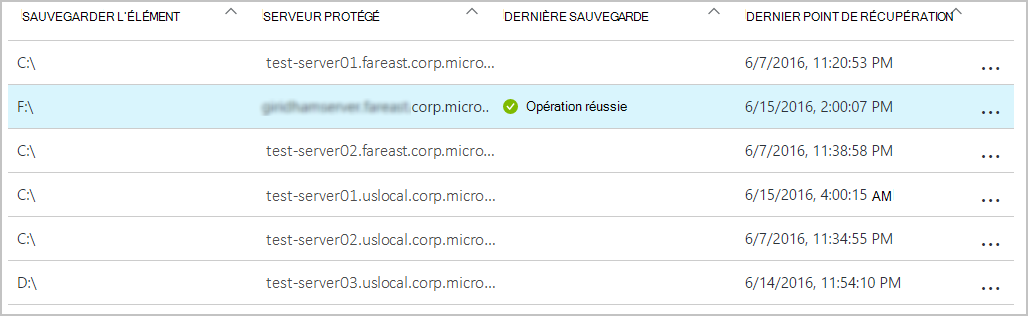 SAUVEGARDER L'ÉLÉMENT SERVEUR PROTÉGÉ DERNIÈRE SAUVEGARDE DERNIER POINT DE RÉCUPÉRATION
C:\ test-server01.fareast.corp.micro... 6/7/2016, 11:20:53 PM ...
F:\ .corp.micro.. Opération réussie 6/15/2016, 2:00:07 PM ...
C:\ test-server02.fareast.corp.micro... 6/7/2016, 11:38:58 PM ...
C:\ test-server01.uslocal.corp.micro... 6/15/2016, 4:00:15 AM ...
C:\ test-server02.uslocal.corp.micro... 6/7/2016, 11:34:55 PM ...
D:\ test-server03.uslocal.corp.micro... 6/14/2016, 11:54:10 PM ...